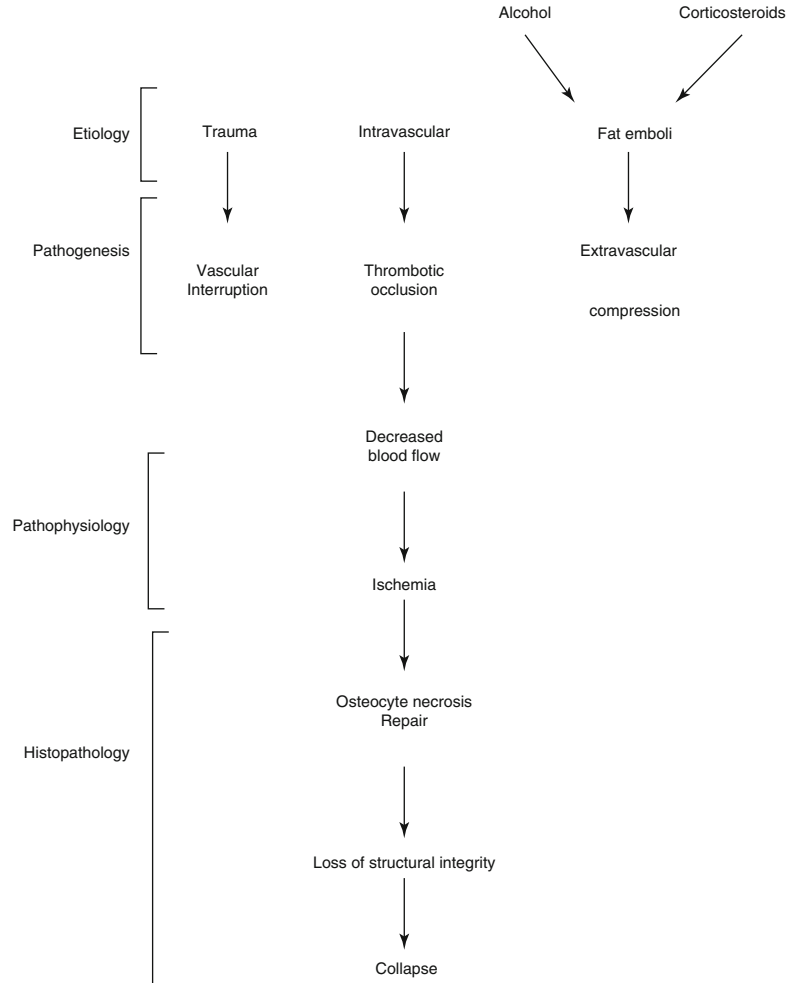 Alcohol
Corticosteroids
Etiology
Trauma
Intravascular
Fat emboli
Pathogenesis
Vascular
Interruption
Thrombotic
occlusion
Extravascular
compression
Decreased
blood flow
Pathophysiology
Ischemia
Osteocyte necrosis
Repair
Histopathology
Loss of structural integrity
Collapse